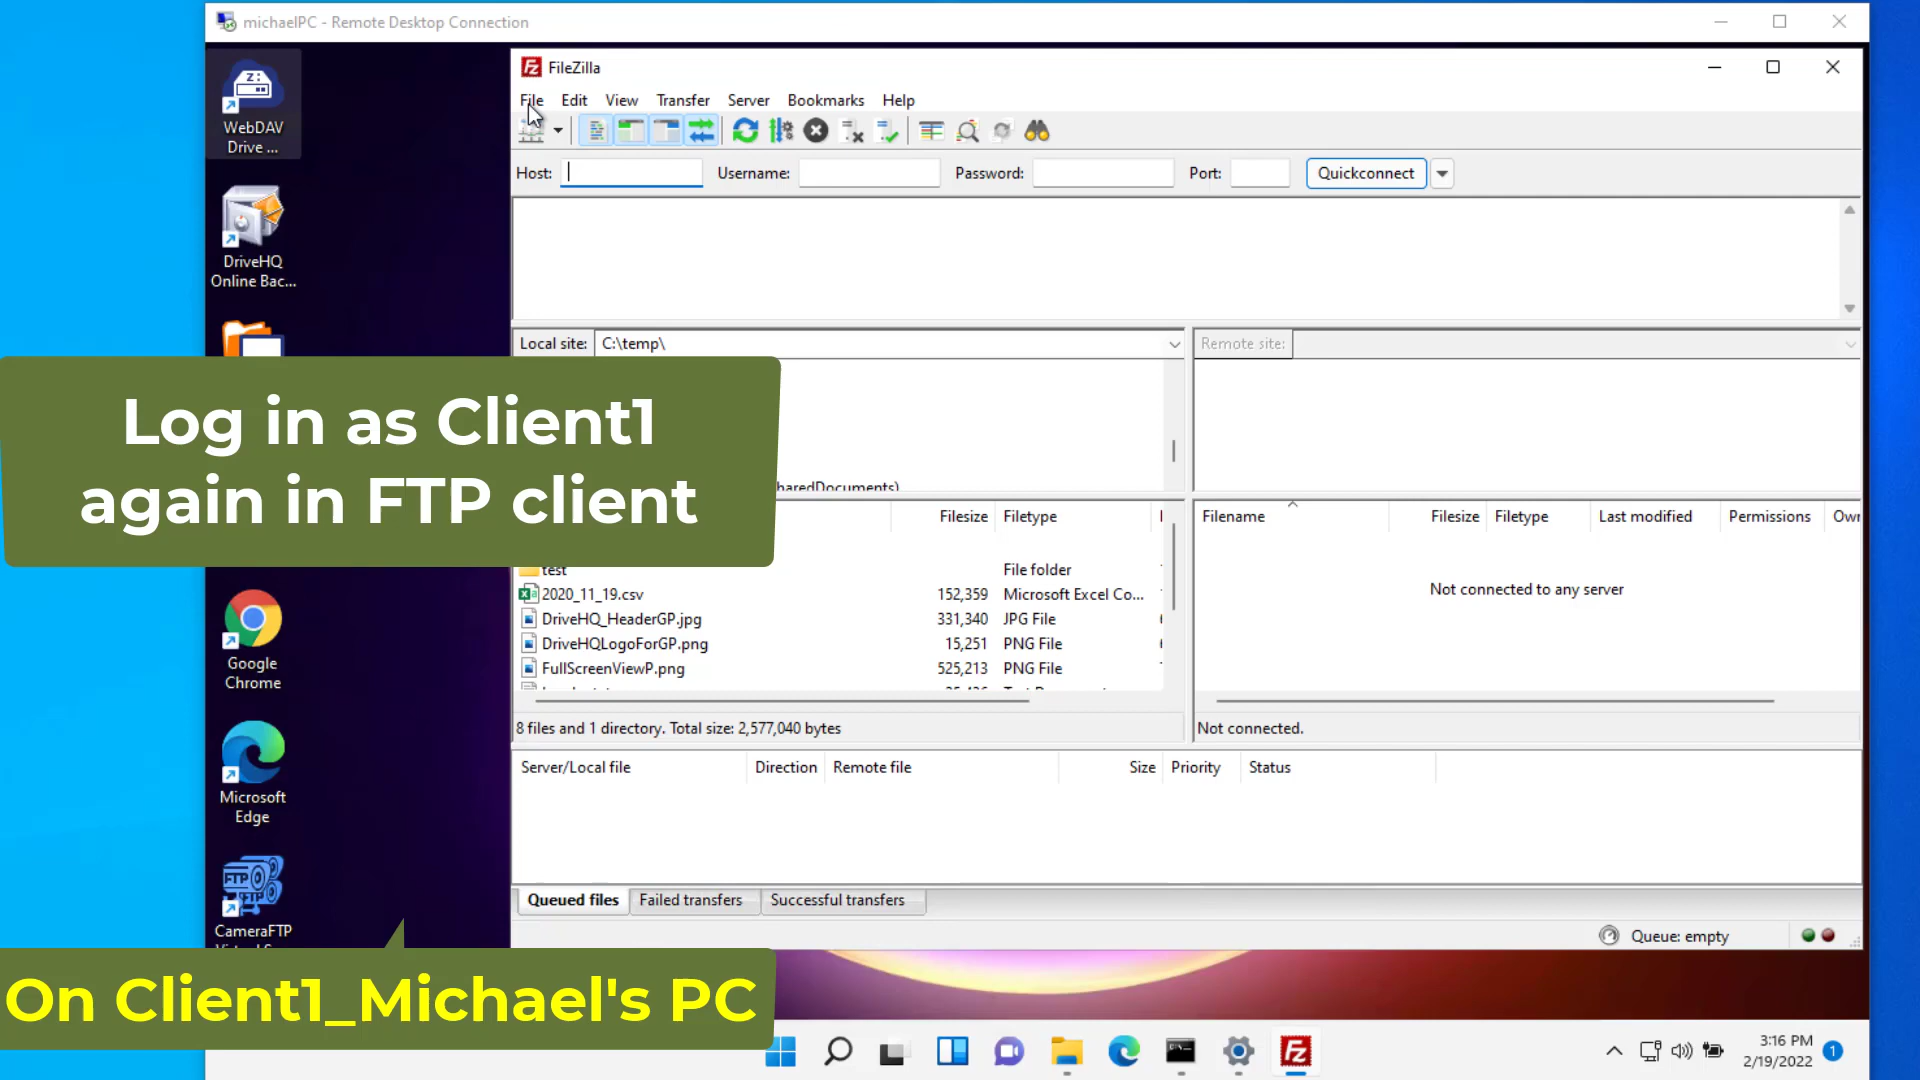 michaelPC - Remote Desktop Connection
FileZilla
File Edit View Transfer Server Bookmarks Help
Host: Username: Password: Port: Quickconnect
Local site: C:\temp\
Remote site:
WebDAV
Drive ...
DriveHQ
Online Bac...
Log in as Client1
again in FTP client
Filesize Filetype
Filename Filesize Filetype Last modified Permissions
test File folder
2020_11_19.csv 152,359 Microsoft Excel Co...
DriveHQ_HeaderGP.jpg 331,340 JPG File
DriveHQLogoForGP.png 15,251 PNG File
FullScreenViewP.png 525,213 PNG File
Not connected to any server
8 files and 1 directory. Total size: 2,577,040 bytes
Not connected.
Server/Local file Direction Remote file Size Priority Status
Google
Chrome
Microsoft
Edge
CameraFTP
Queued files Failed transfers Successful transfers
Queue: empty
On Client1_Michael's PC
3:16 PM
2/19/2022
1